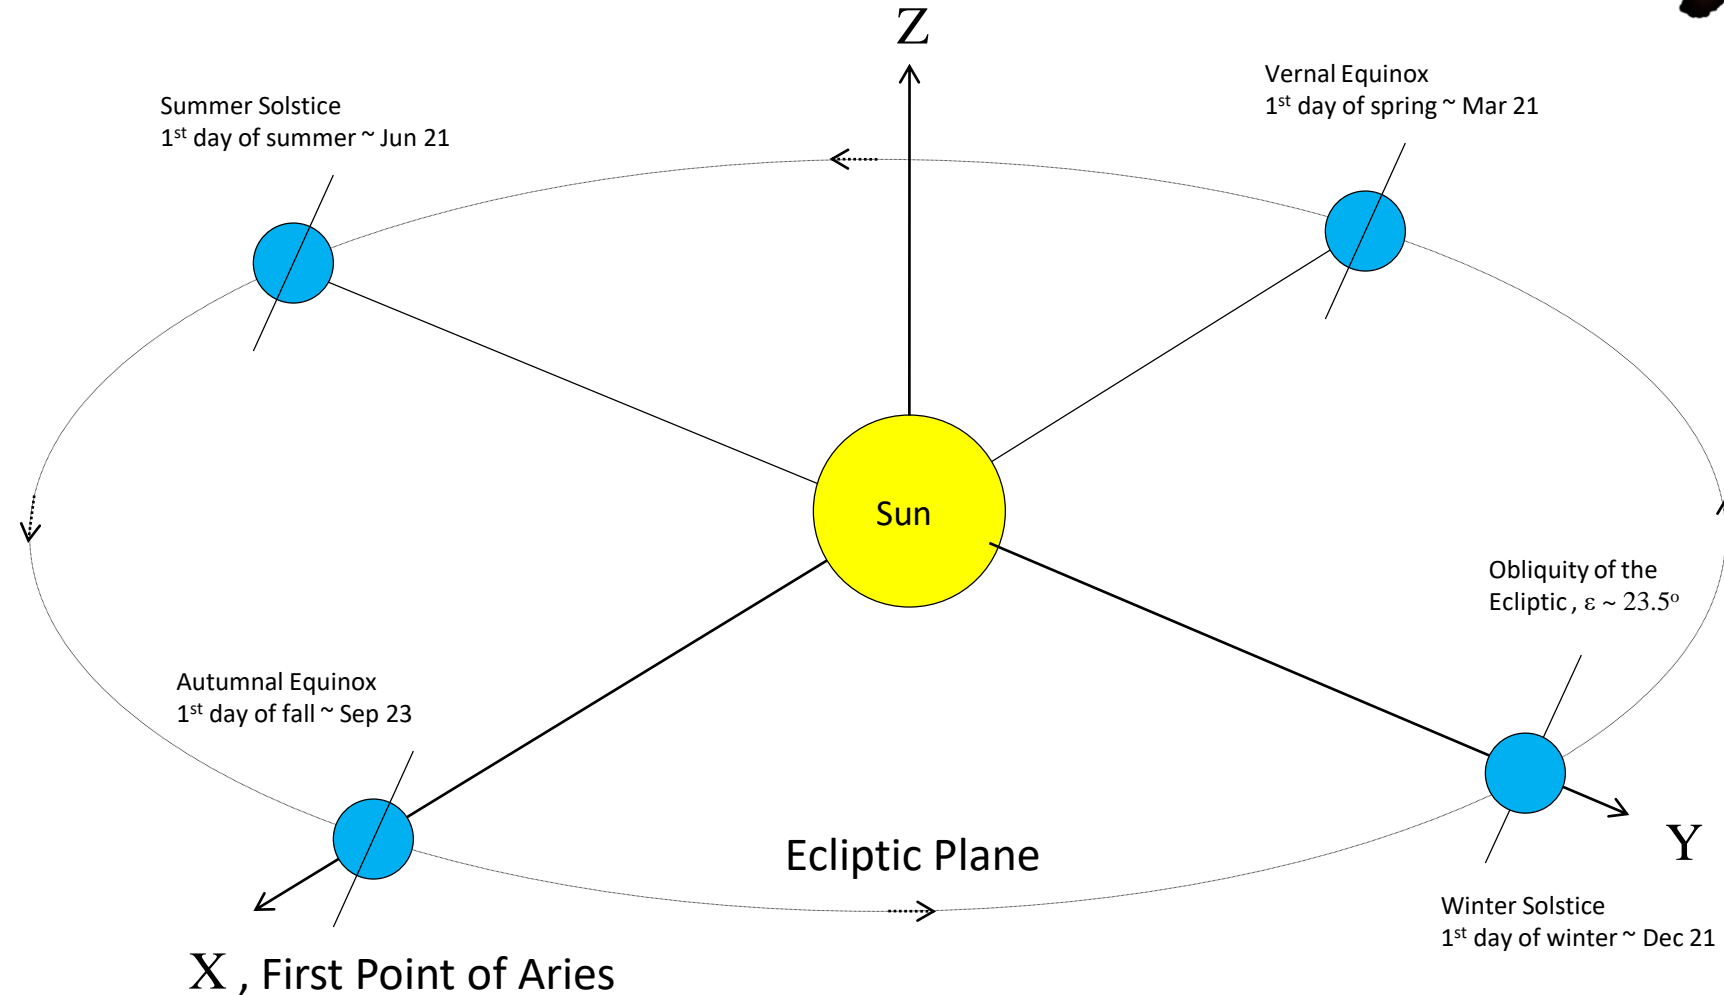 Z
Vernal Equinox
1st day of spring ~ Mar 21
Summer Solstice
1st day of summer ~ Jun 21
Sun
Obliquity of the
Ecliptic , ε ~ 23.5o
Autumnal Equinox
1st day of fall ~ Sep 23
Ecliptic Plane
Y
Winter Solstice
1st day of winter ~ Dec 21
X , First Point of Aries